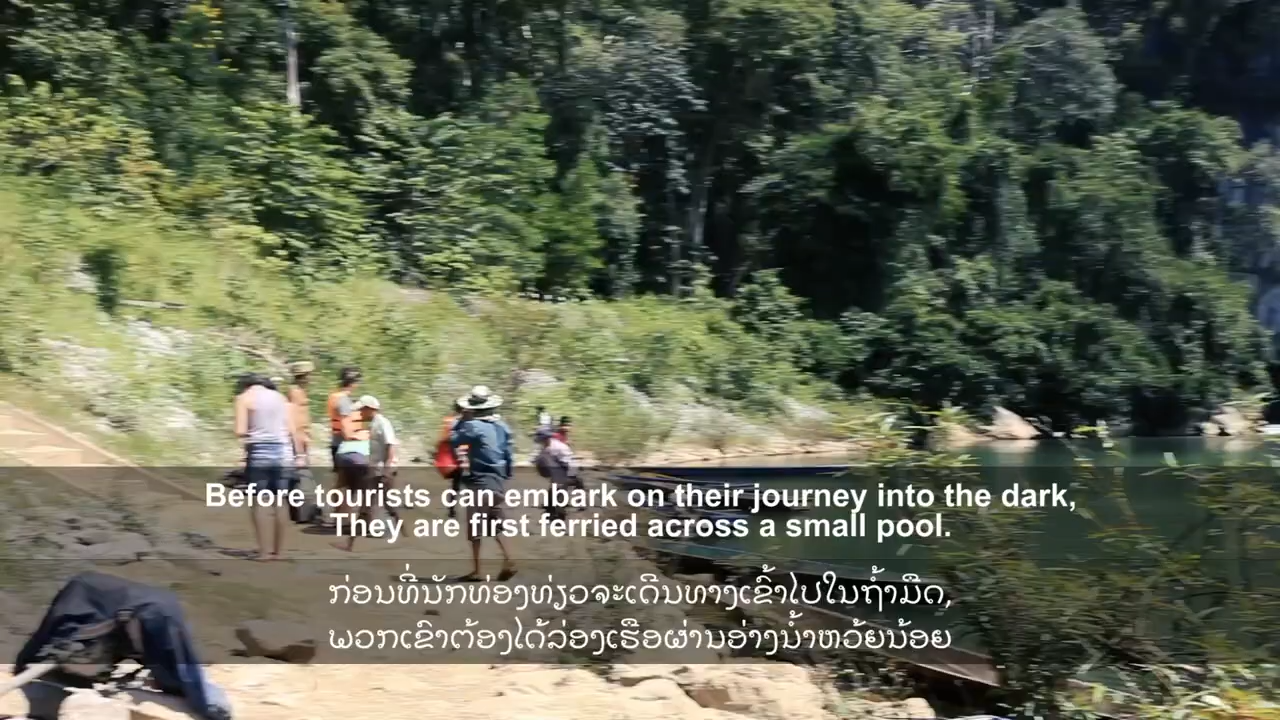 Before tourists can embark on their journey into the dark,
They are first ferried across a small pool.
ກ່ອນທີ່ນັກທ່ອງທ່ຽວຈະເດີນທາງເຂົ້າໄປໃນຖ້ຳມືດ,
ພວກເຂົາຕ້ອງໄດ້ລ່ອງເຮືອຜ່ານອ່າງນ້ຳຫວ້ຍນ້ອຍ